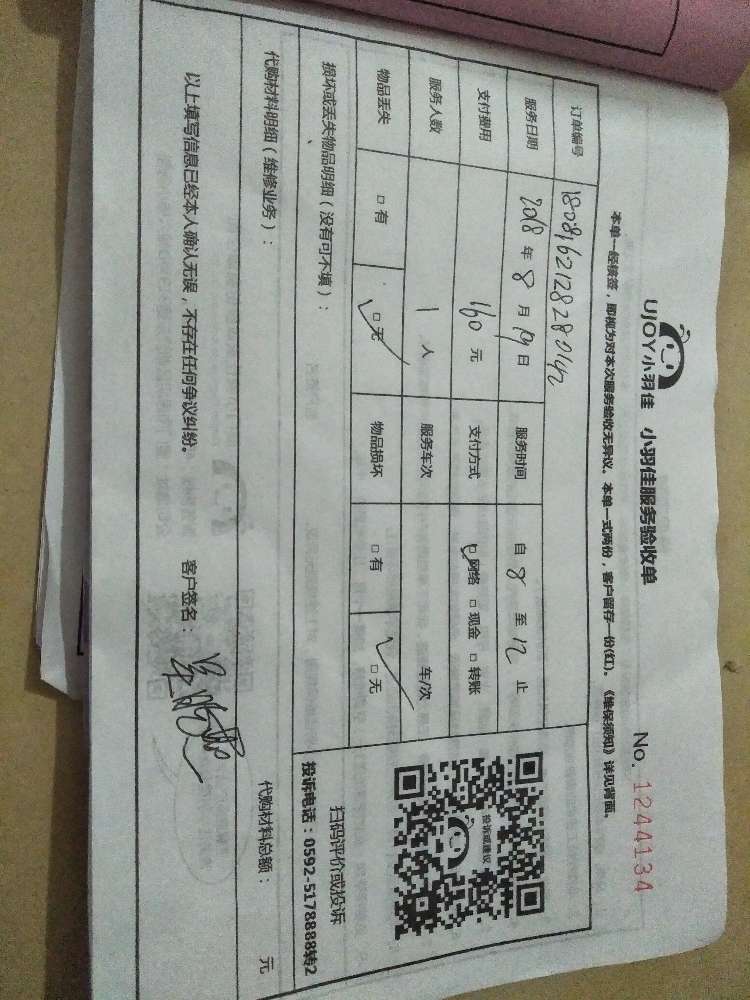 UJOY小羽佳 小羽佳服务验收单
No. 1244134
本单一经核签，即视为对本次服务验收无异议。本单一式两份，客户留存一份(红)。《维保须知》详见背面。
订单编号 18081621282801
服务日期 2018 年 8 月 19 日 服务时间 自 8 至 12 止
支付费用 160 元 支付方式 □网络 □现金 □转账
服务人数 1 人 服务车次 车/次
物品丢失 □有 □无 物品损坏 □有 □无
投诉或建议
扫码评价或投诉
投诉电话：0592-5178888转2
损坏或丢失物品明细（没有可不填）：
代购材料明细（维修业务）： 代购材料总额： 元
以上填写信息已经本人确认无误，不存在任何争议纠纷。 客户签名：